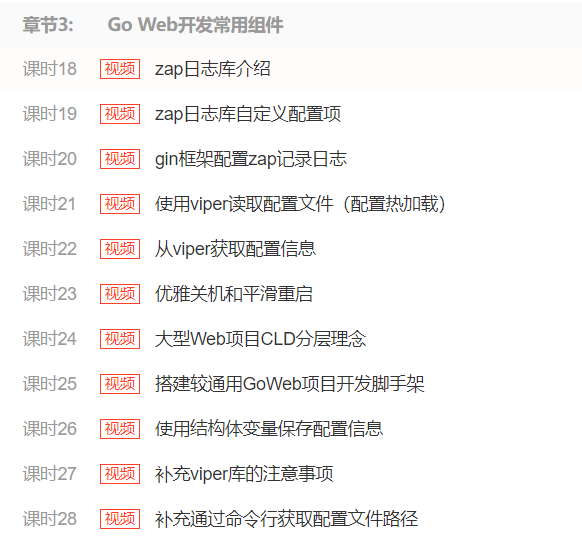 章节3: Go Web开发常用组件
课时18 视频 zap日志库介绍
课时19 视频 zap日志库自定义配置项
课时20 视频 gin框架配置zap记录日志
课时21 视频 使用viper读取配置文件（配置热加载）
课时22 视频 从viper获取配置信息
课时23 视频 优雅关机和平滑重启
课时24 视频 大型Web项目CLD分层理念
课时25 视频 搭建较通用GoWeb项目开发脚手架
课时26 视频 使用结构体变量保存配置信息
课时27 视频 补充viper库的注意事项
课时28 视频 补充通过命令行获取配置文件路径